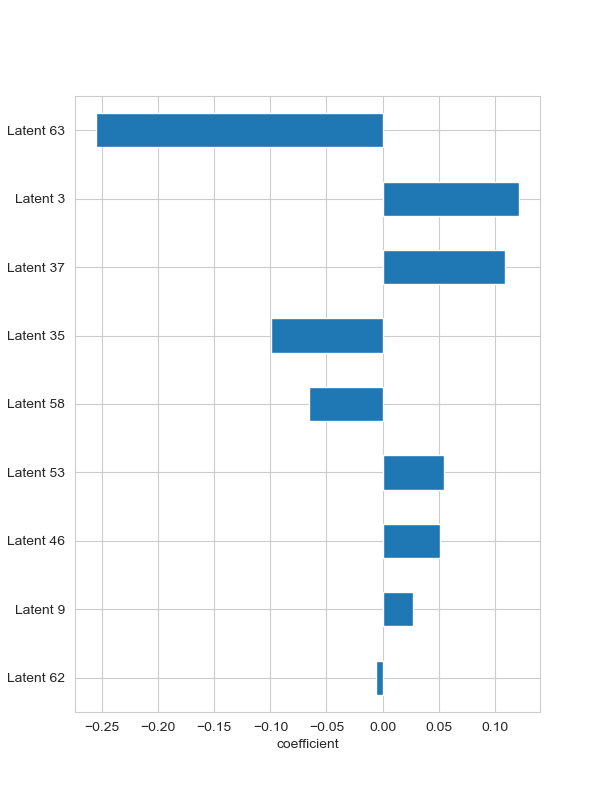 Latent 63
Latent 3
Latent 37
Latent 35
Latent 58
Latent 53
Latent 46
Latent 9
Latent 62
−0.25 −0.20 −0.15 −0.10 −0.05 0.00 0.05 0.10
coefficient